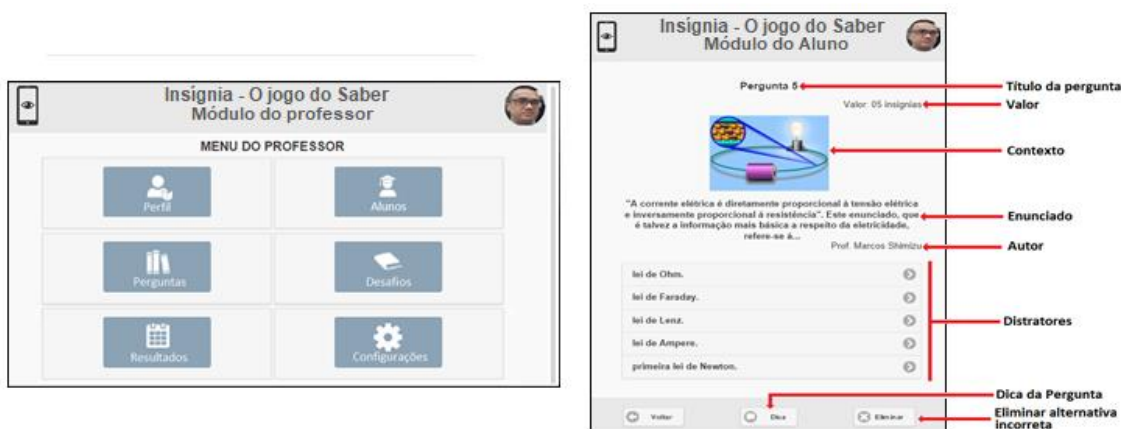 Insígnia - O jogo do Saber
Módulo do professor
MENU DO PROFESSOR
Perfil
Alunos
Perguntas
Desafios
Resultados
Configurações
Insígnia - O jogo do Saber
Módulo do Aluno
Pergunta 5
Título da pergunta
Valor: 05 insígnias
Valor
Contexto
"A corrente elétrica é diretamente proporcional à tensão elétrica
e inversamente proporcional à resistência". Este enunciado, que
é talvez a informação mais básica a respeito da eletricidade,
refere-se á...
Enunciado
Prof. Marcos Shimizu
Autor
lei de Ohm.
lei de Faraday.
lei de Lenz.
lei de Ampere.
primeira lei de Newton.
Distratores
Dica da Pergunta
Voltar
Dica
Eliminar
Eliminar alternativa
incorreta